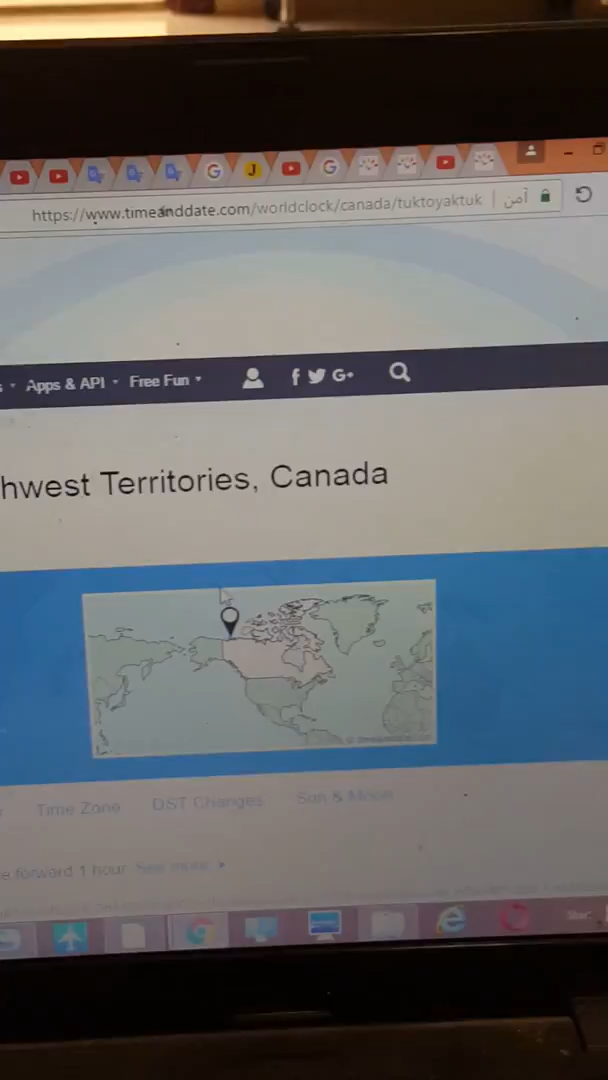 https://www.timeanddate.com/worldclock/canada/tuktoyaktuk | آمن
Apps & API Free Fun f G+
hwest Territories, Canada
Time Zone DST Changes Sun & Moon
e forward 1 hour. See more